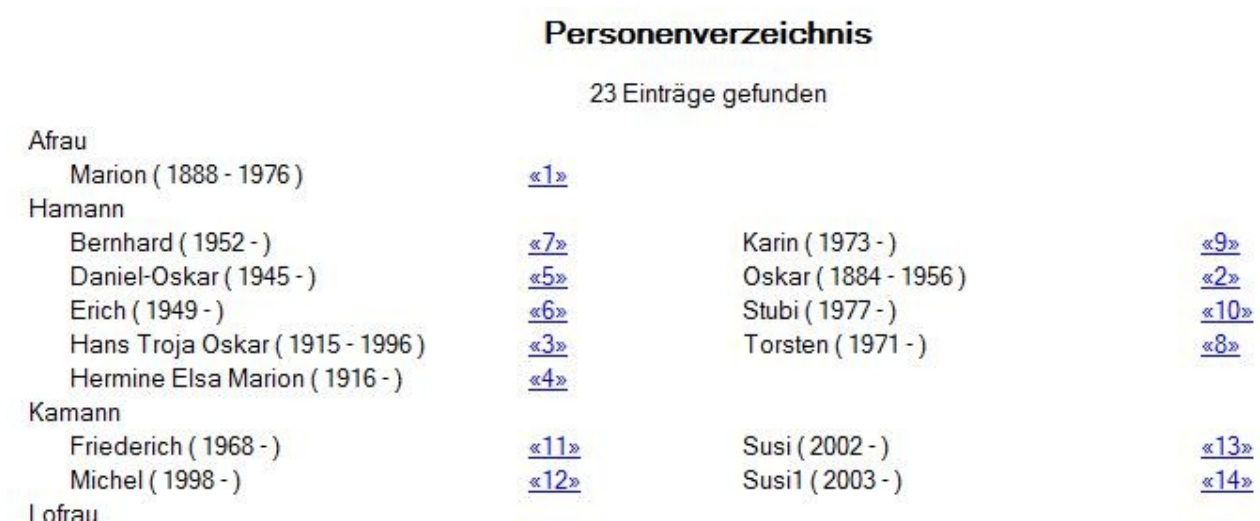 Personenverzeichnis
23 Einträge gefunden
Afrau
Marion ( 1888 - 1976 ) «1»
Hamann
Bernhard ( 1952 - ) «7» Karin ( 1973 - ) «9»
Daniel-Oskar ( 1945 - ) «5» Oskar ( 1884 - 1956 ) «2»
Erich ( 1949 - ) «6» Stubi ( 1977 - ) «10»
Hans Troja Oskar ( 1915 - 1996 ) «3» Torsten ( 1971 - ) «8»
Hermine Elsa Marion ( 1916 - ) «4»
Kamann
Friederich ( 1968 - ) «11» Susi ( 2002 - ) «13»
Michel ( 1998 - ) «12» Susi1 ( 2003 - ) «14»
Lofrau